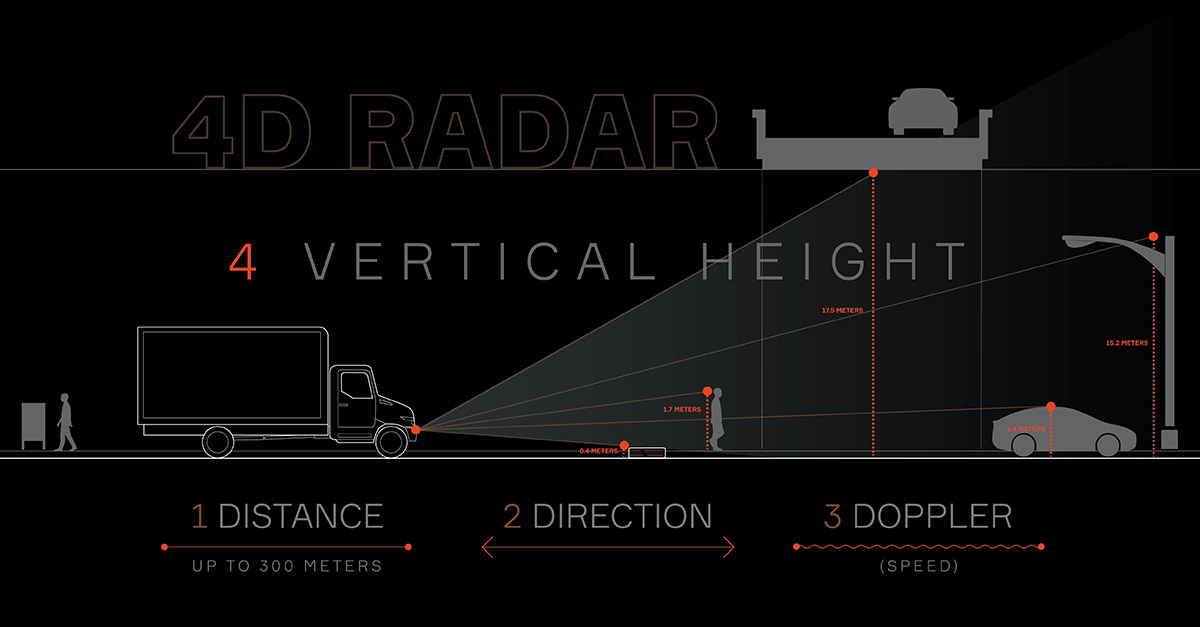 4D RADAR
4 VERTICAL HEIGHT
17.5 METERS
15.2 METERS
1.7 METERS
1.4 METERS
0.4 METERS
1 DISTANCE
UP TO 300 METERS
2 DIRECTION
3 DOPPLER
(SPEED)